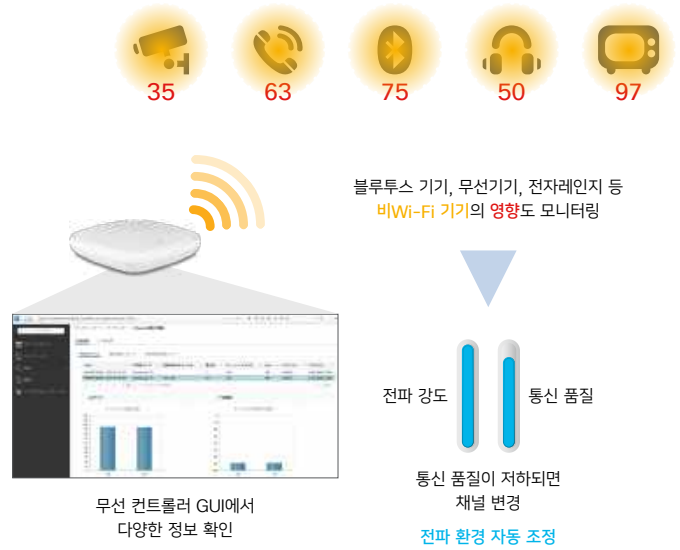 35
63
75
50
97
블루투스 기기, 무선기기, 전자레인지 등
비Wi-Fi 기기의 영향도 모니터링
전파 강도
통신 품질
통신 품질이 저하되면
채널 변경
전파 환경 자동 조정
무선 컨트롤러 GUI에서
다양한 정보 확인